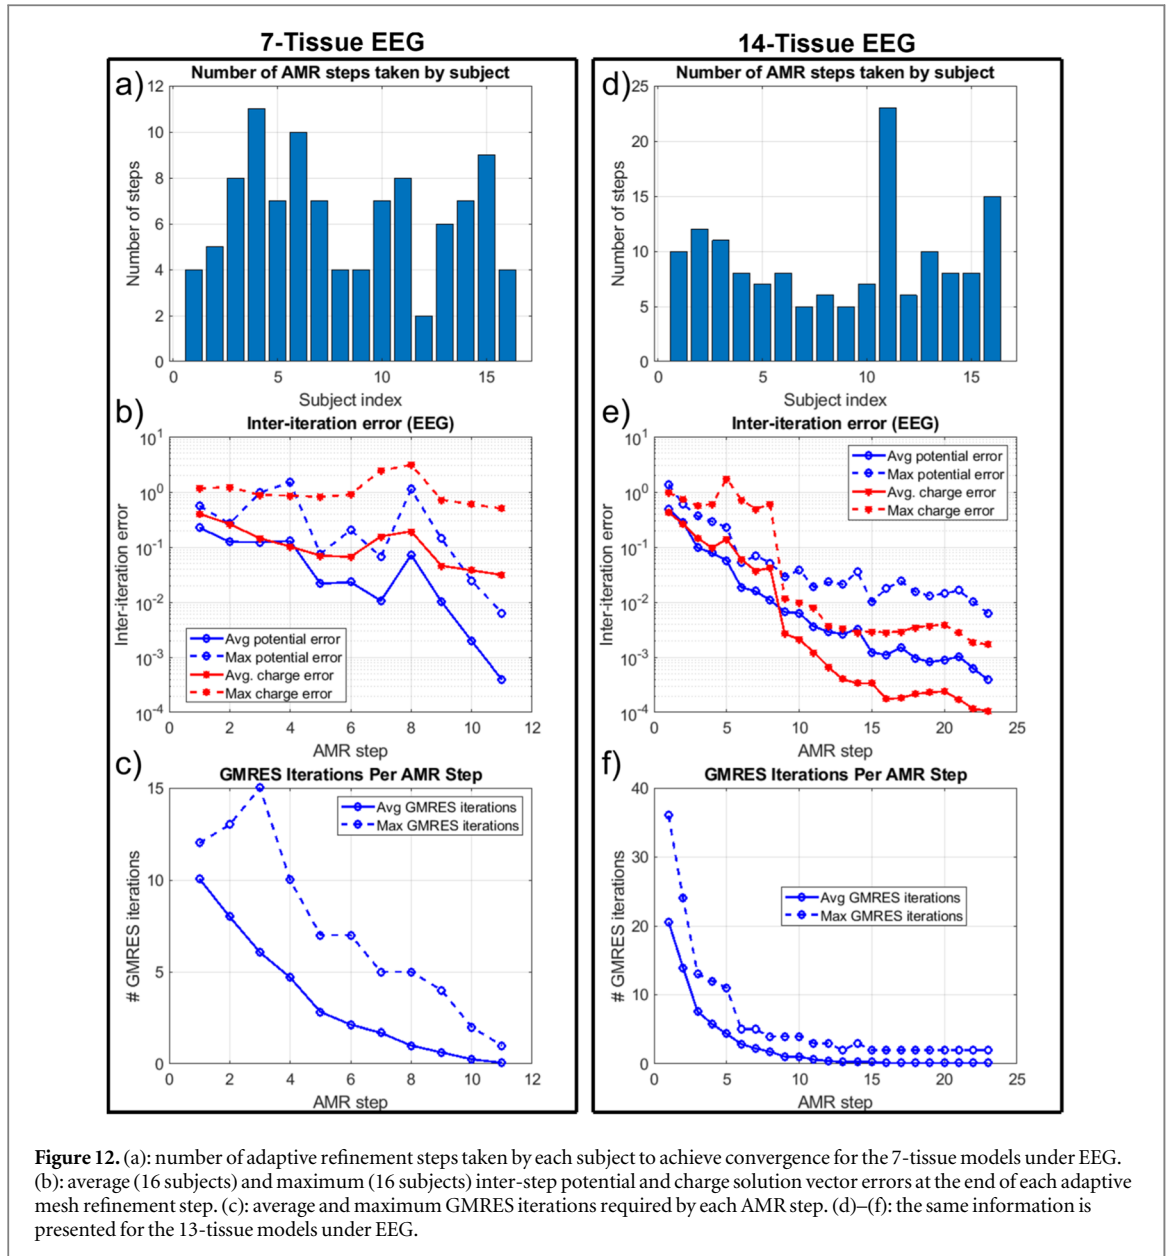 7-Tissue EEG
14-Tissue EEG
a)
Number of AMR steps taken by subject
12
10
8
6
4
2
0
Number of steps
0
5
10
15
Subject index
b)
Inter-iteration error (EEG)
10^1
10^0
10^-1
10^-2
10^-3
10^-4
Inter-iteration error
Avg potential error
Max potential error
Avg. charge error
Max charge error
0
2
4
6
8
10
12
AMR step
c)
GMRES Iterations Per AMR Step
15
10
5
0
# GMRES iterations
Avg GMRES iterations
Max GMRES iterations
0
2
4
6
8
10
12
AMR step
d)
Number of AMR steps taken by subject
25
20
15
10
5
0
Number of steps
0
5
10
15
Subject index
e)
Inter-iteration error (EEG)
10^1
10^0
10^-1
10^-2
10^-3
10^-4
Inter-iteration error
Avg potential error
Max potential error
Avg. charge error
Max charge error
0
5
10
15
20
25
AMR step
f)
GMRES Iterations Per AMR Step
40
30
20
10
0
# GMRES iterations
Avg GMRES iterations
Max GMRES iterations
0
5
10
15
20
25
AMR step
Figure 12. (a): number of adaptive refinement steps taken by each subject to achieve convergence for the 7-tissue models under EEG.
(b): average (16 subjects) and maximum (16 subjects) inter-step potential and charge solution vector errors at the end of each adaptive
mesh refinement step. (c): average and maximum GMRES iterations required by each AMR step. (d)–(f): the same information is
presented for the 13-tissue models under EEG.